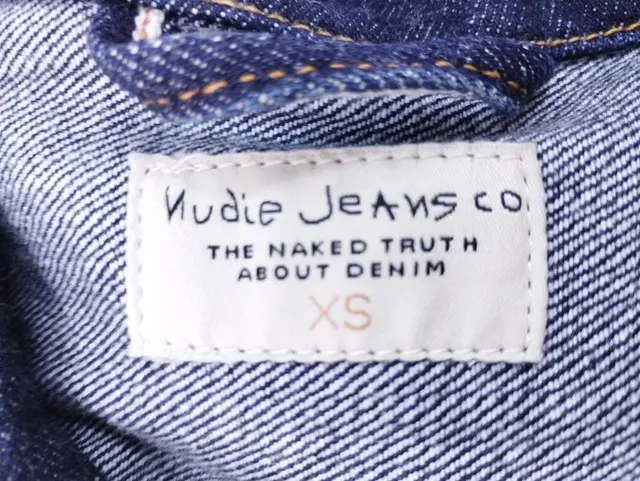 Nudie Jeans co
THE NAKED TRUTH
ABOUT DENIM
XS